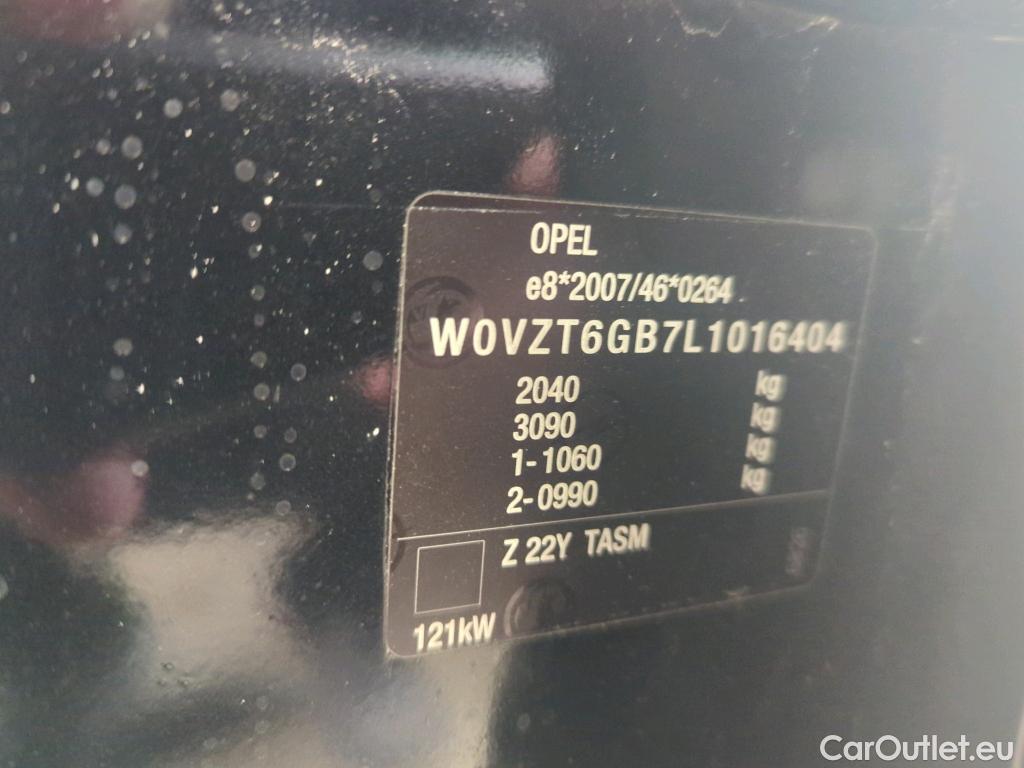 OPEL
e8*2007/46*0264
W0VZT6GB7L1016404
2040 kg
3090 kg
1-1060 kg
2-0990 kg
Z 22Y TASM
121kW
CarOutlet.eu